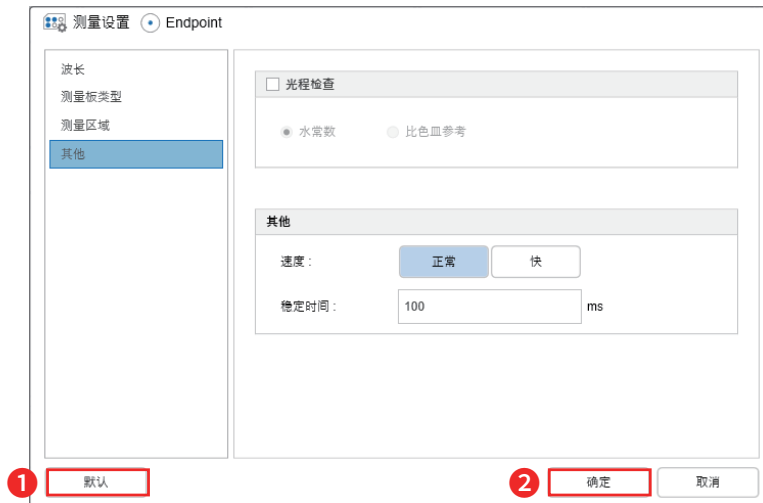 测量设置 Endpoint
波长
测量板类型
测量区域
其他
光程检查
水常数 比色皿参考
其他
速度 : 正常 快
稳定时间 : 100 ms
1 默认 2 确定 取消